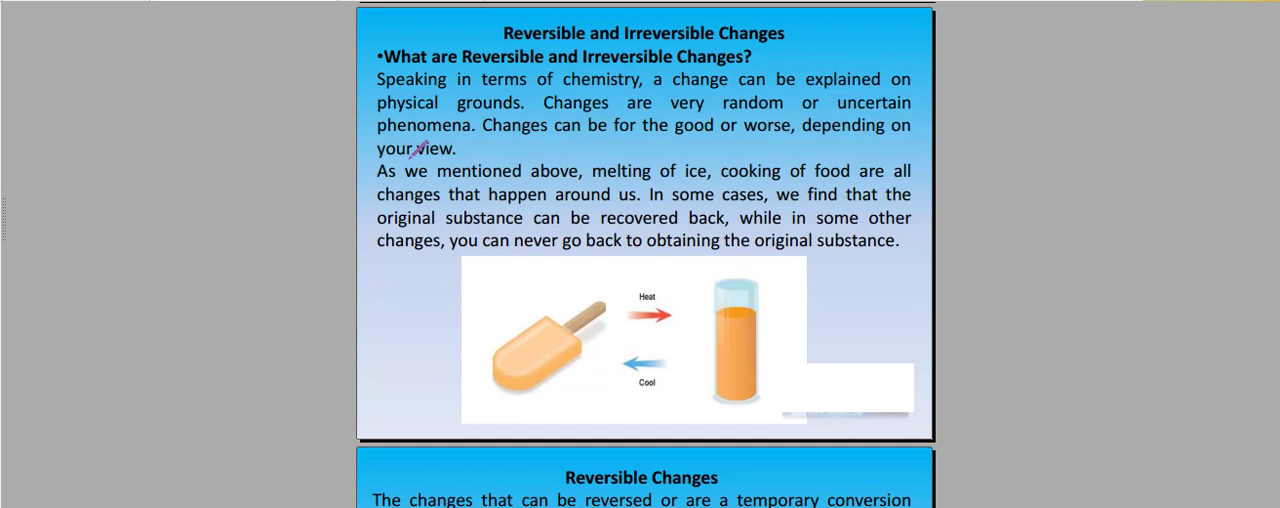 Reversible and Irreversible Changes
•What are Reversible and Irreversible Changes?
Speaking in terms of chemistry, a change can be explained on
physical grounds. Changes are very random or uncertain
phenomena. Changes can be for the good or worse, depending on
your view.
As we mentioned above, melting of ice, cooking of food are all
changes that happen around us. In some cases, we find that the
original substance can be recovered back, while in some other
changes, you can never go back to obtaining the original substance.
Heat
Cool
Reversible Changes
The changes that can be reversed or are a temporary conversion